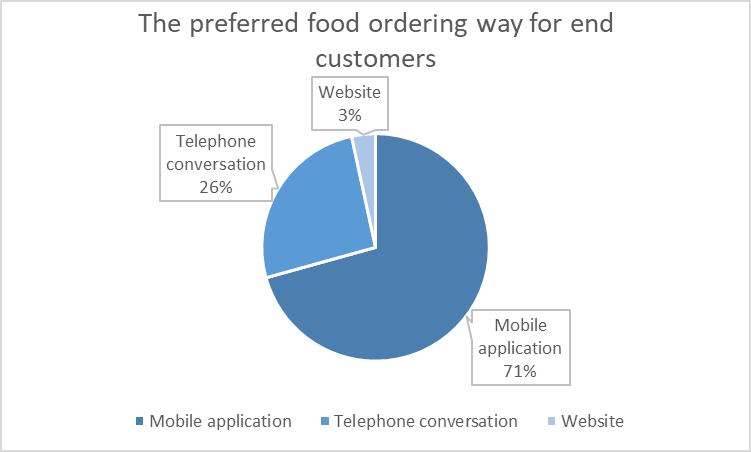 The preferred food ordering way for end
customers
Website
3%
Telephone
conversation
26%
Mobile
application
71%
Mobile application
Telephone conversation
Website